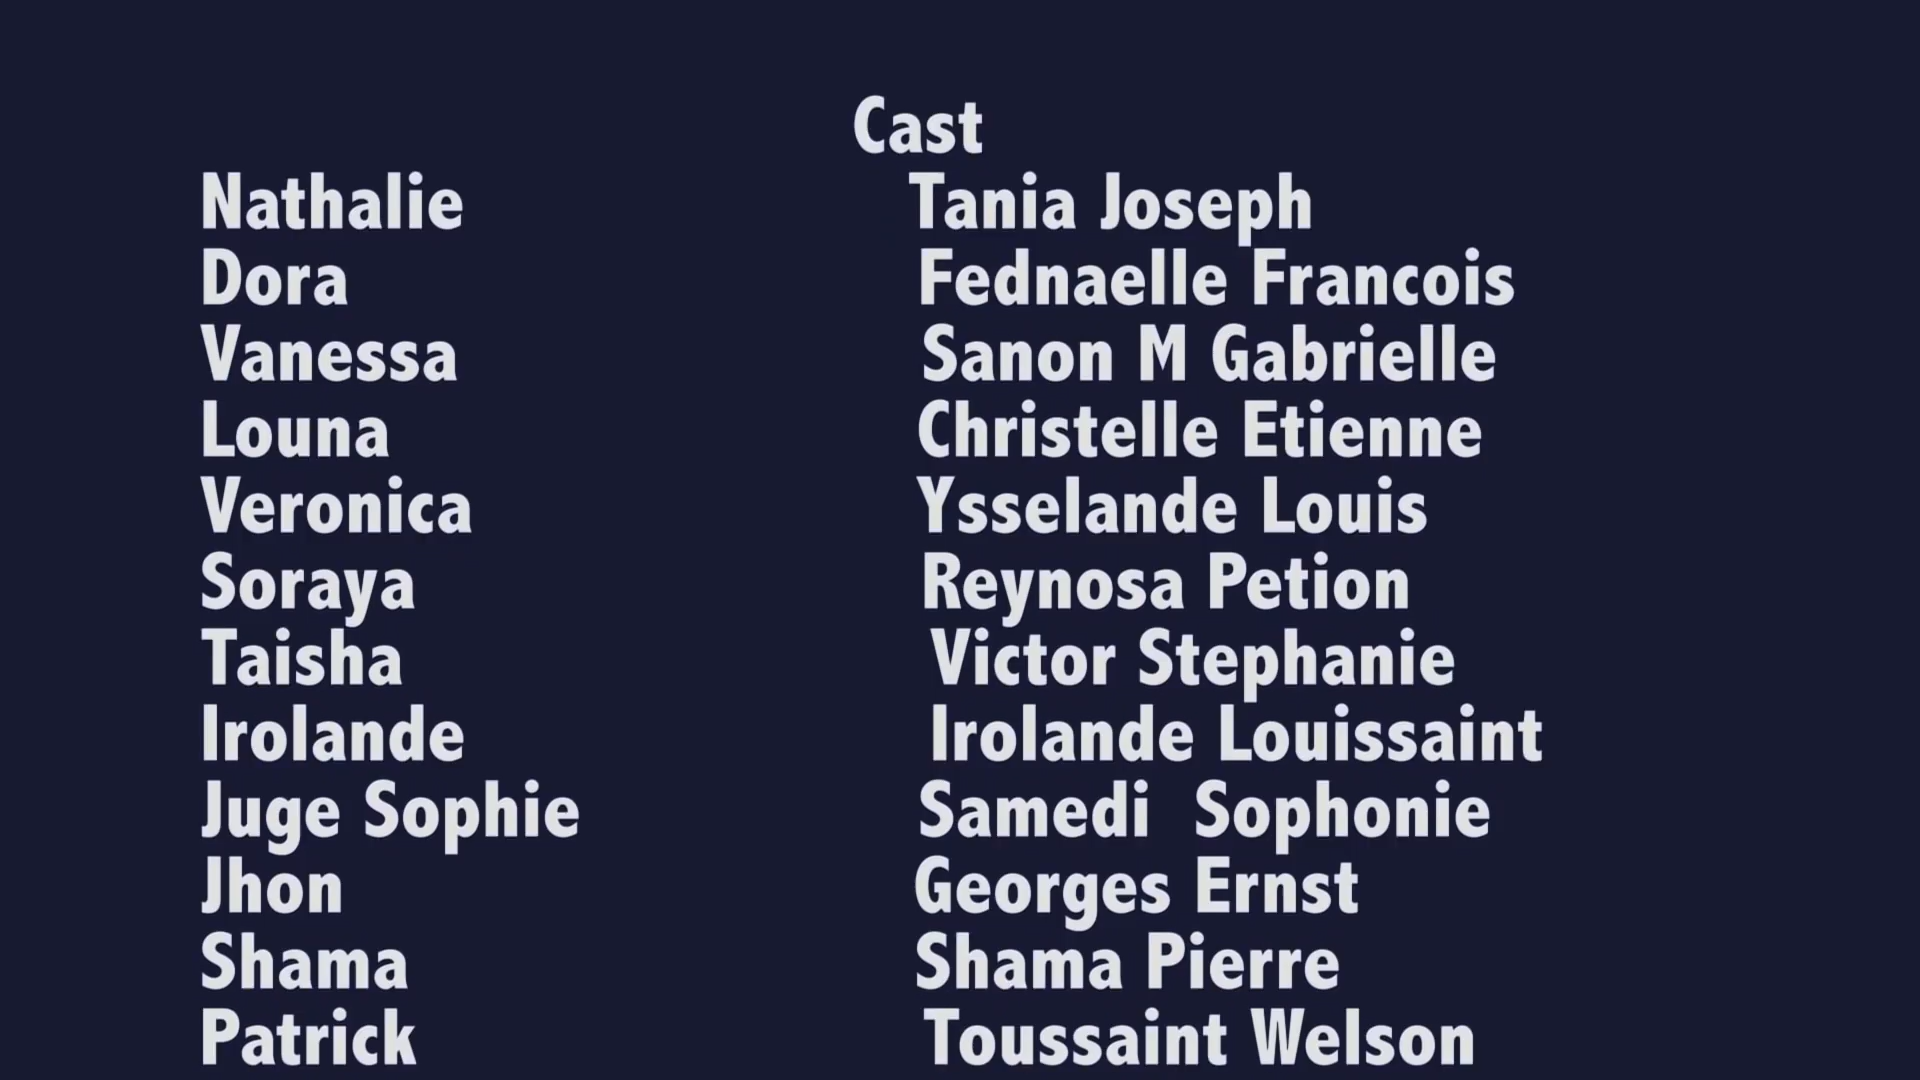 Cast
Nathalie Tania Joseph
Dora Fednaelle Francois
Vanessa Sanon M Gabrielle
Louna Christelle Etienne
Veronica Ysselande Louis
Soraya Reynosa Petion
Taisha Victor Stephanie
Irolande Irolande Louissaint
Juge Sophie Samedi  Sophonie
Jhon Georges Ernst
Shama Shama Pierre
Patrick Toussaint Welson